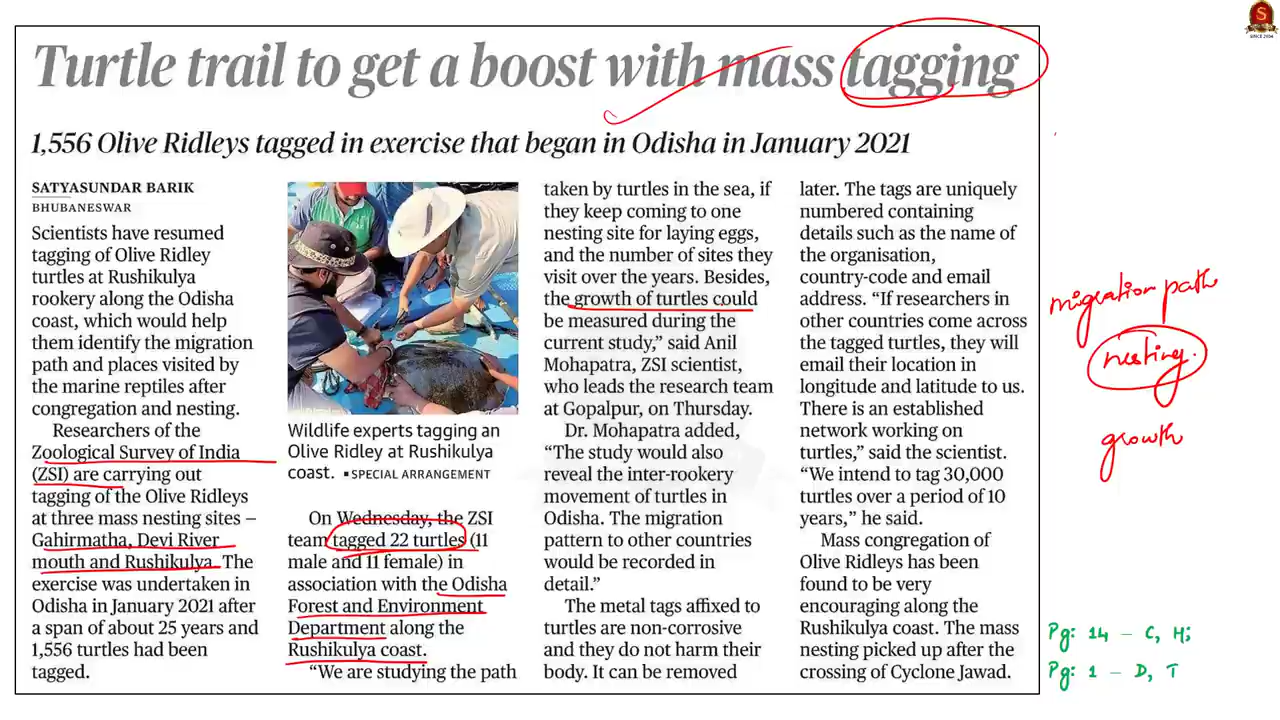 Turtle trail to get a boost with mass tagging
1,556 Olive Ridleys tagged in exercise that began in Odisha in January 2021
SATYASUNDAR BARIK
BHUBANESWAR
Scientists have resumed
tagging of Olive Ridley
turtles at Rushikulya
rookery along the Odisha
coast, which would help
them identify the migration
path and places visited by
the marine reptiles after
congregation and nesting.
Researchers of the
Zoological Survey of India
(ZSI) are carrying out
tagging of the Olive Ridleys
at three mass nesting sites –
Gahirmatha, Devi River
mouth and Rushikulya. The
exercise was undertaken in
Odisha in January 2021 after
a span of about 25 years and
1,556 turtles had been
tagged.
Wildlife experts tagging an
Olive Ridley at Rushikulya
coast. ▪ SPECIAL ARRANGEMENT
On Wednesday, the ZSI
team tagged 22 turtles (11
male and 11 female) in
association with the Odisha
Forest and Environment
Department along the
Rushikulya coast.
“We are studying the path
taken by turtles in the sea, if
they keep coming to one
nesting site for laying eggs,
and the number of sites they
visit over the years. Besides,
the growth of turtles could
be measured during the
current study,” said Anil
Mohapatra, ZSI scientist,
who leads the research team
at Gopalpur, on Thursday.
Dr. Mohapatra added,
“The study would also
reveal the inter-rookery
movement of turtles in
Odisha. The migration
pattern to other countries
would be recorded in
detail.”
The metal tags affixed to
turtles are non-corrosive
and they do not harm their
body. It can be removed
later. The tags are uniquely
numbered containing
details such as the name of
the organisation,
country-code and email
address. “If researchers in
other countries come across
the tagged turtles, they will
email their location in
longitude and latitude to us.
There is an established
network working on
turtles,” said the scientist.
“We intend to tag 30,000
turtles over a period of 10
years,” he said.
Mass congregation of
Olive Ridleys has been
found to be very
encouraging along the
Rushikulya coast. The mass
nesting picked up after the
crossing of Cyclone Jawad.
migration paths
nesting.
growth
Pg: 14 – C, H;
Pg: 1 – D, T
S
SINCE 2004